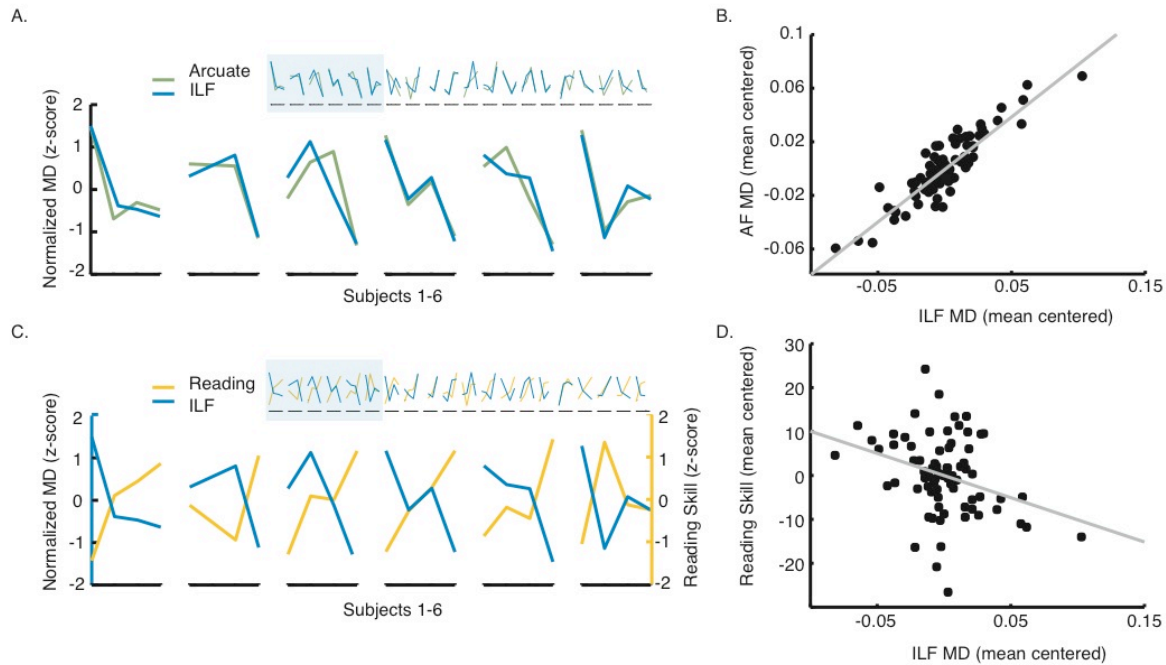 A.
Arcuate
ILF
Normalized MD (z-score)
2
1
0
-1
-2
Subjects 1-6
B.
AF MD (mean centered)
0.1
0.06
0.02
-0.02
-0.06
-0.05
0.05
0.15
ILF MD (mean centered)
C.
Reading
ILF
Normalized MD (z-score)
2
1
0
-1
-2
2
1
0
-1
-2
Reading Skill (z-score)
Subjects 1-6
D.
Reading Skill (mean centered)
30
20
10
0
-10
-20
-0.05
0.05
0.15
ILF MD (mean centered)